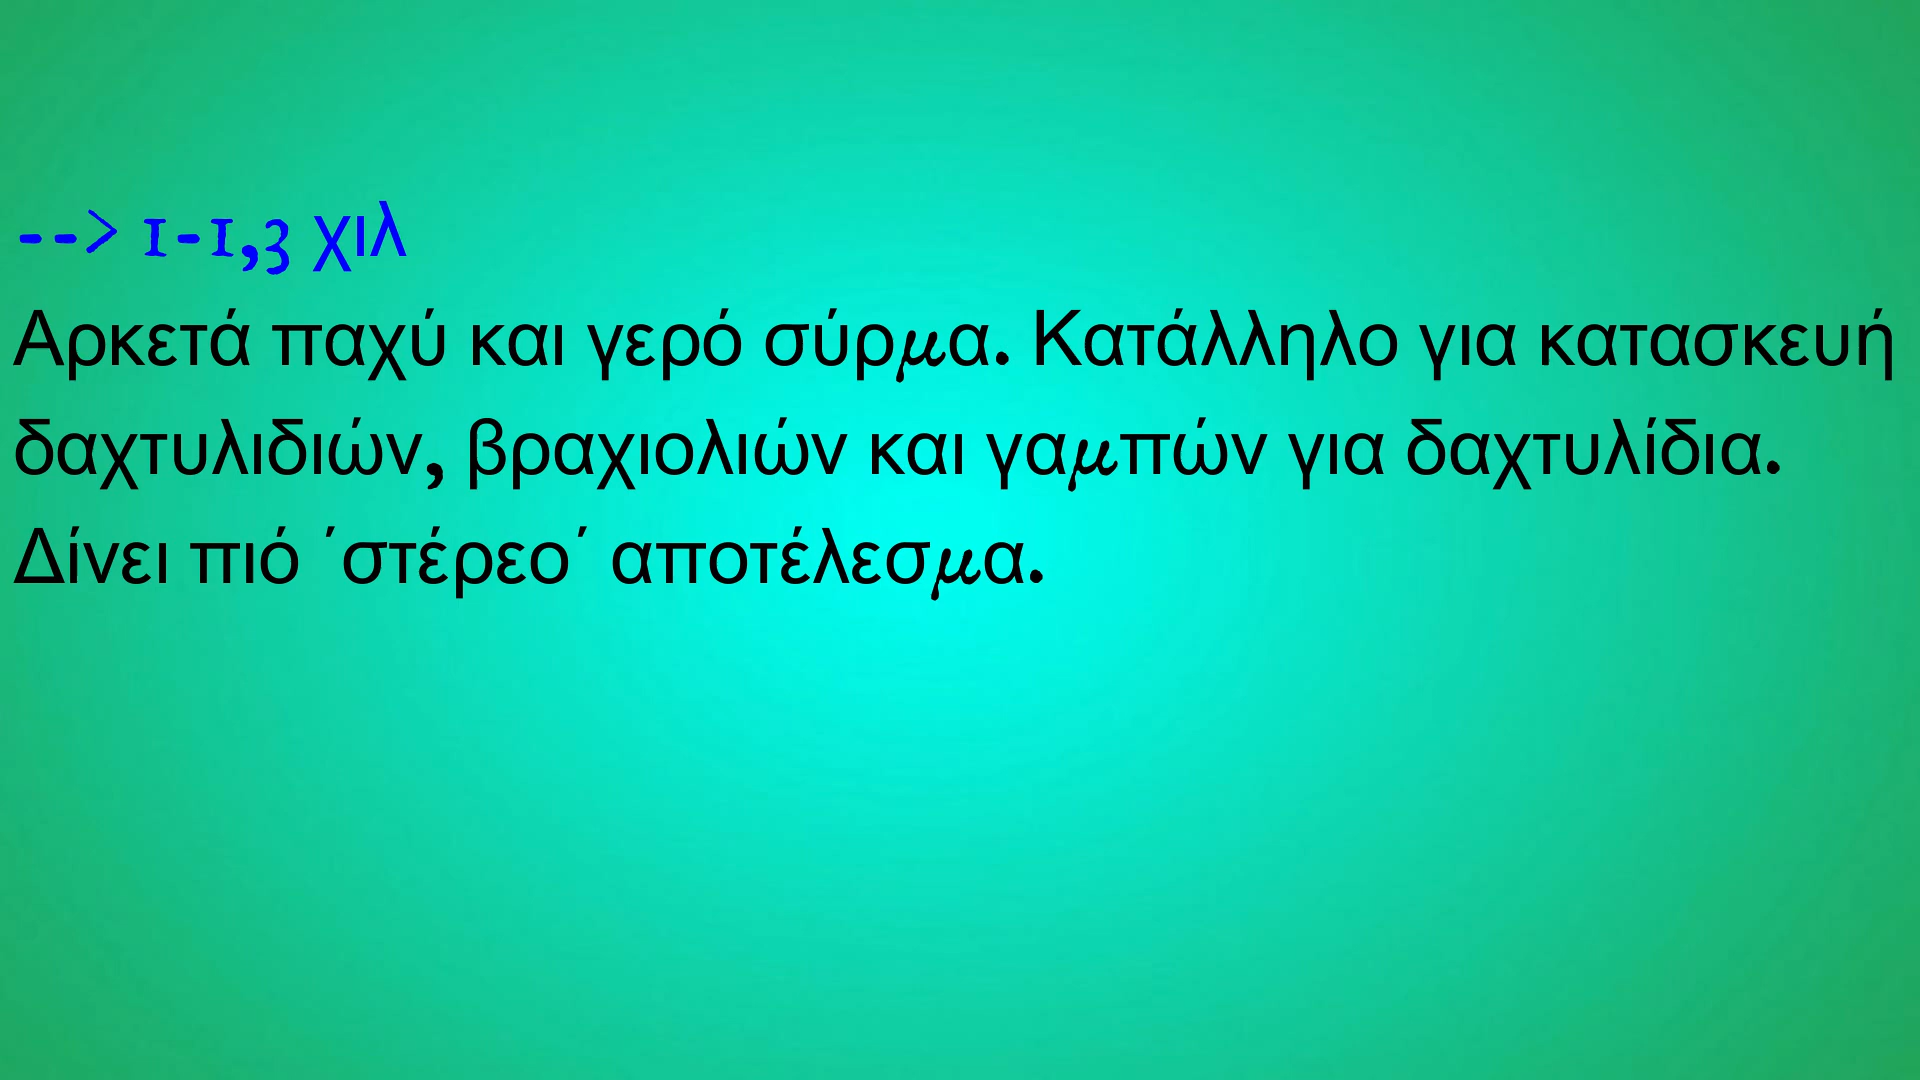 --> 1-1,3 χιλ
Αρκετά παχύ και γερό σύρμα. Κατάλληλο για κατασκευή
δαχτυλιδιών, βραχιολιών και γαμπών για δαχτυλίδια.
Δίνει πιό ΄στέρεο΄ αποτέλεσμα.